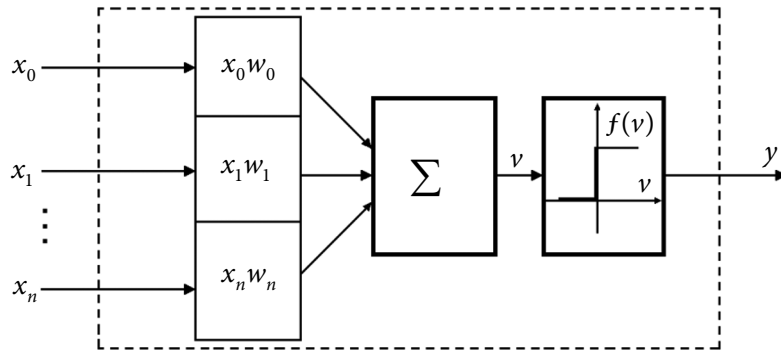 x₀
x₀w₀
x₁
x₁w₁
⋮
xₙ
xₙwₙ
Σ
v
f(v)
v
y